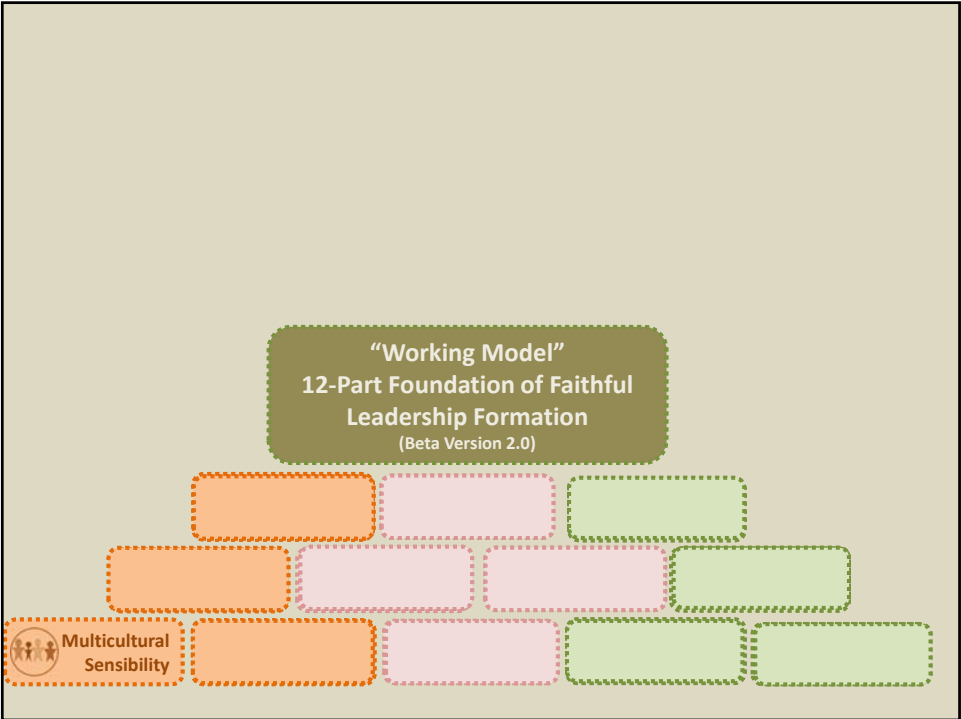 “Working Model”
12-Part Foundation of Faithful
Leadership Formation
(Beta Version 2.0)
Multicultural
Sensibility